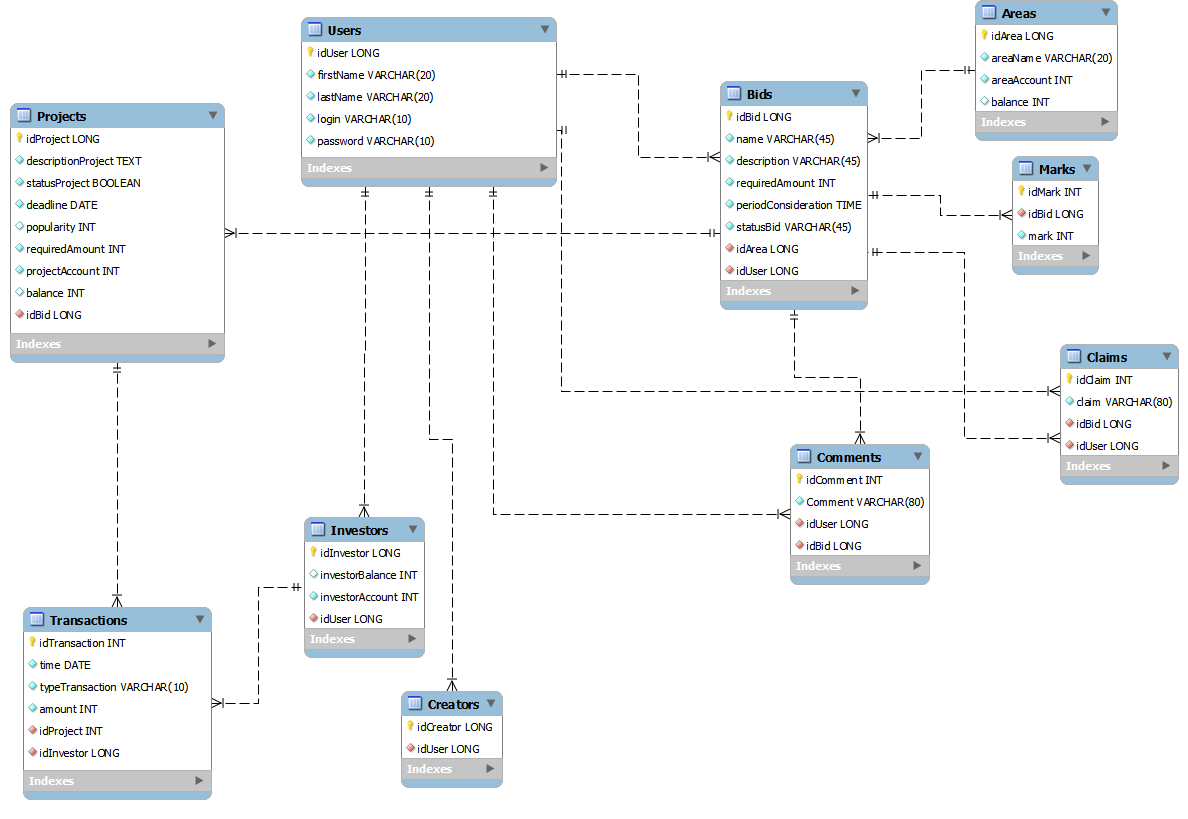 Users
idUser LONG
firstName VARCHAR(20)
lastName VARCHAR(20)
login VARCHAR(10)
password VARCHAR(10)
Indexes
Areas
idArea LONG
areaName VARCHAR(20)
areaAccount INT
balance INT
Indexes
Projects
idProject LONG
descriptionProject TEXT
statusProject BOOLEAN
deadline DATE
popularity INT
requiredAmount INT
projectAccount INT
balance INT
idBid LONG
Indexes
Bids
idBid LONG
name VARCHAR(45)
description VARCHAR(45)
requiredAmount INT
periodConsideration TIME
statusBid VARCHAR(45)
idArea LONG
idUser LONG
Indexes
Marks
idMark INT
idBid LONG
mark INT
Indexes
Claims
idClaim INT
claim VARCHAR(80)
idBid LONG
idUser LONG
Indexes
Comments
idComment INT
Comment VARCHAR(80)
idUser LONG
idBid LONG
Indexes
Investors
idInvestor LONG
investorBalance INT
investorAccount INT
idUser LONG
Indexes
Transactions
idTransaction INT
time DATE
typeTransaction VARCHAR(10)
amount INT
idProject INT
idInvestor LONG
Indexes
Creators
idCreator LONG
idUser LONG
Indexes